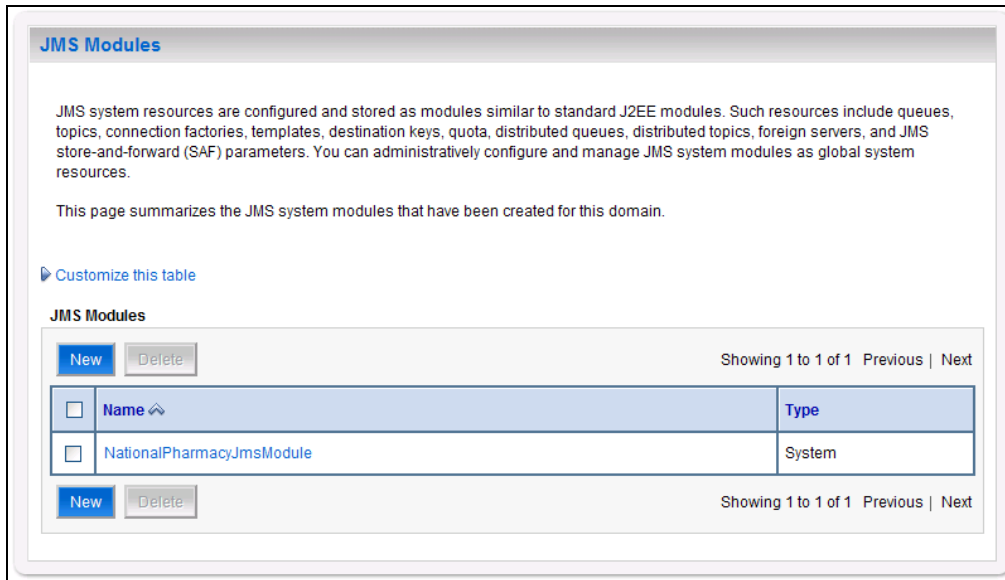 JMS Modules
JMS system resources are configured and stored as modules similar to standard J2EE modules. Such resources include queues,
topics, connection factories, templates, destination keys, quota, distributed queues, distributed topics, foreign servers, and JMS
store-and-forward (SAF) parameters. You can administratively configure and manage JMS system modules as global system
resources.
This page summarizes the JMS system modules that have been created for this domain.
Customize this table
JMS Modules
New Delete Showing 1 to 1 of 1 Previous | Next
Name Type
NationalPharmacyJmsModule System
New Delete Showing 1 to 1 of 1 Previous | Next